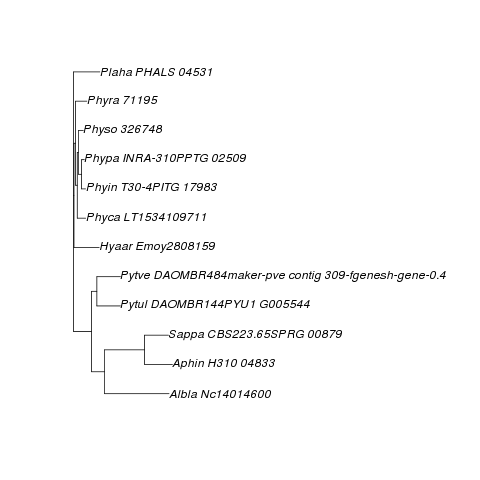 Plaha PHALS 04531
Phyra 71195
Physo 326748
Phypa INRA-310PPTG 02509
Phyin T30-4PITG 17983
Phyca LT1534109711
Hyaar Emoy2808159
Pytve DAOMBR484maker-pve contig 309-fgenesh-gene-0.4
Pytul DAOMBR144PYU1 G005544
Sappa CBS223.65SPRG 00879
Aphin H310 04833
Albla Nc14014600